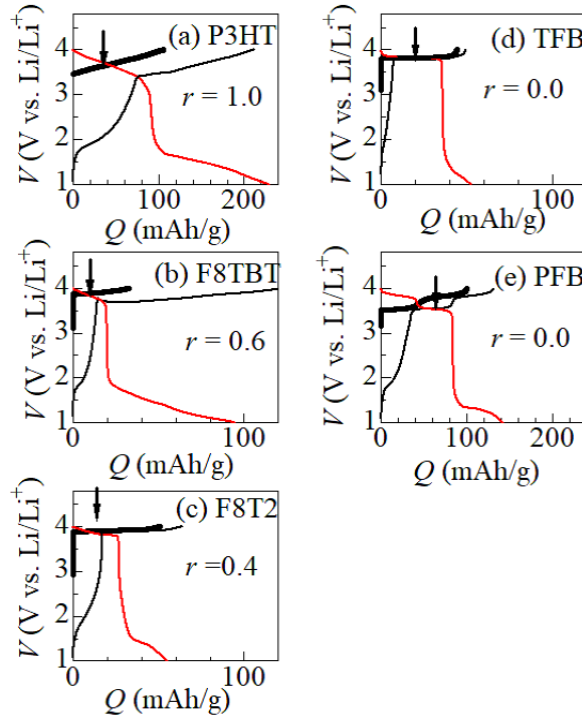 (a) P3HT
r = 1.0
V (V vs. Li/Li+)
4
3
2
1
0 100 200
Q (mAh/g)
(b) F8TBT
r = 0.6
V (V vs. Li/Li+)
4
3
2
1
0 100
Q (mAh/g)
(c) F8T2
r =0.4
V (V vs. Li/Li+)
4
3
2
1
0 100
Q (mAh/g)
(d) TFB
r = 0.0
V (V vs. Li/Li+)
4
3
2
1
0 100
Q (mAh/g)
(e) PFB
r = 0.0
V (V vs. Li/Li+)
4
3
2
1
0 100 200
Q (mAh/g)